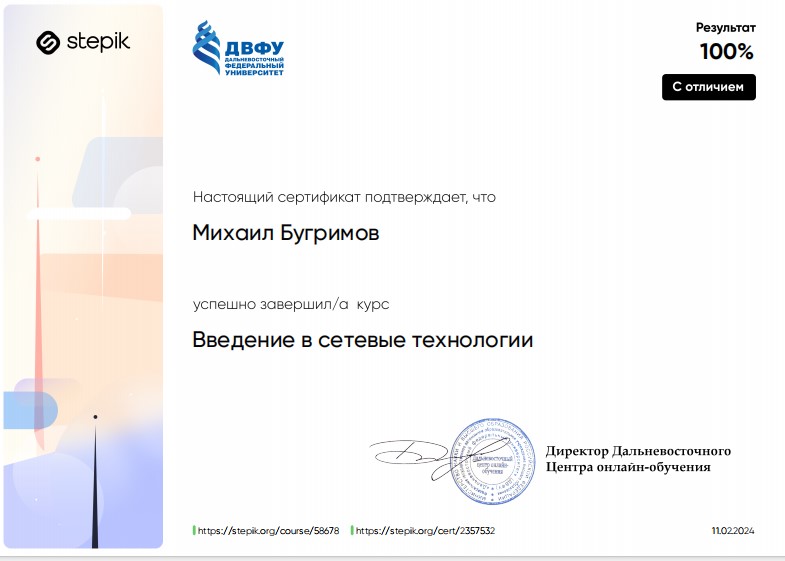 stepik
ДВФУ
ДАЛЬНЕВОСТОЧНЫЙ
ФЕДЕРАЛЬНЫЙ
УНИВЕРСИТЕТ
Результат
100%
С отличием
Настоящий сертификат подтверждает, что
Михаил Бугримов
успешно завершил/а курс
Введение в сетевые технологии
Дальневосточный
центр онлайн-
обучения
Директор Дальневосточного
Центра онлайн-обучения
https://stepik.org/course/58678
https://stepik.org/cert/2357532
11.02.2024